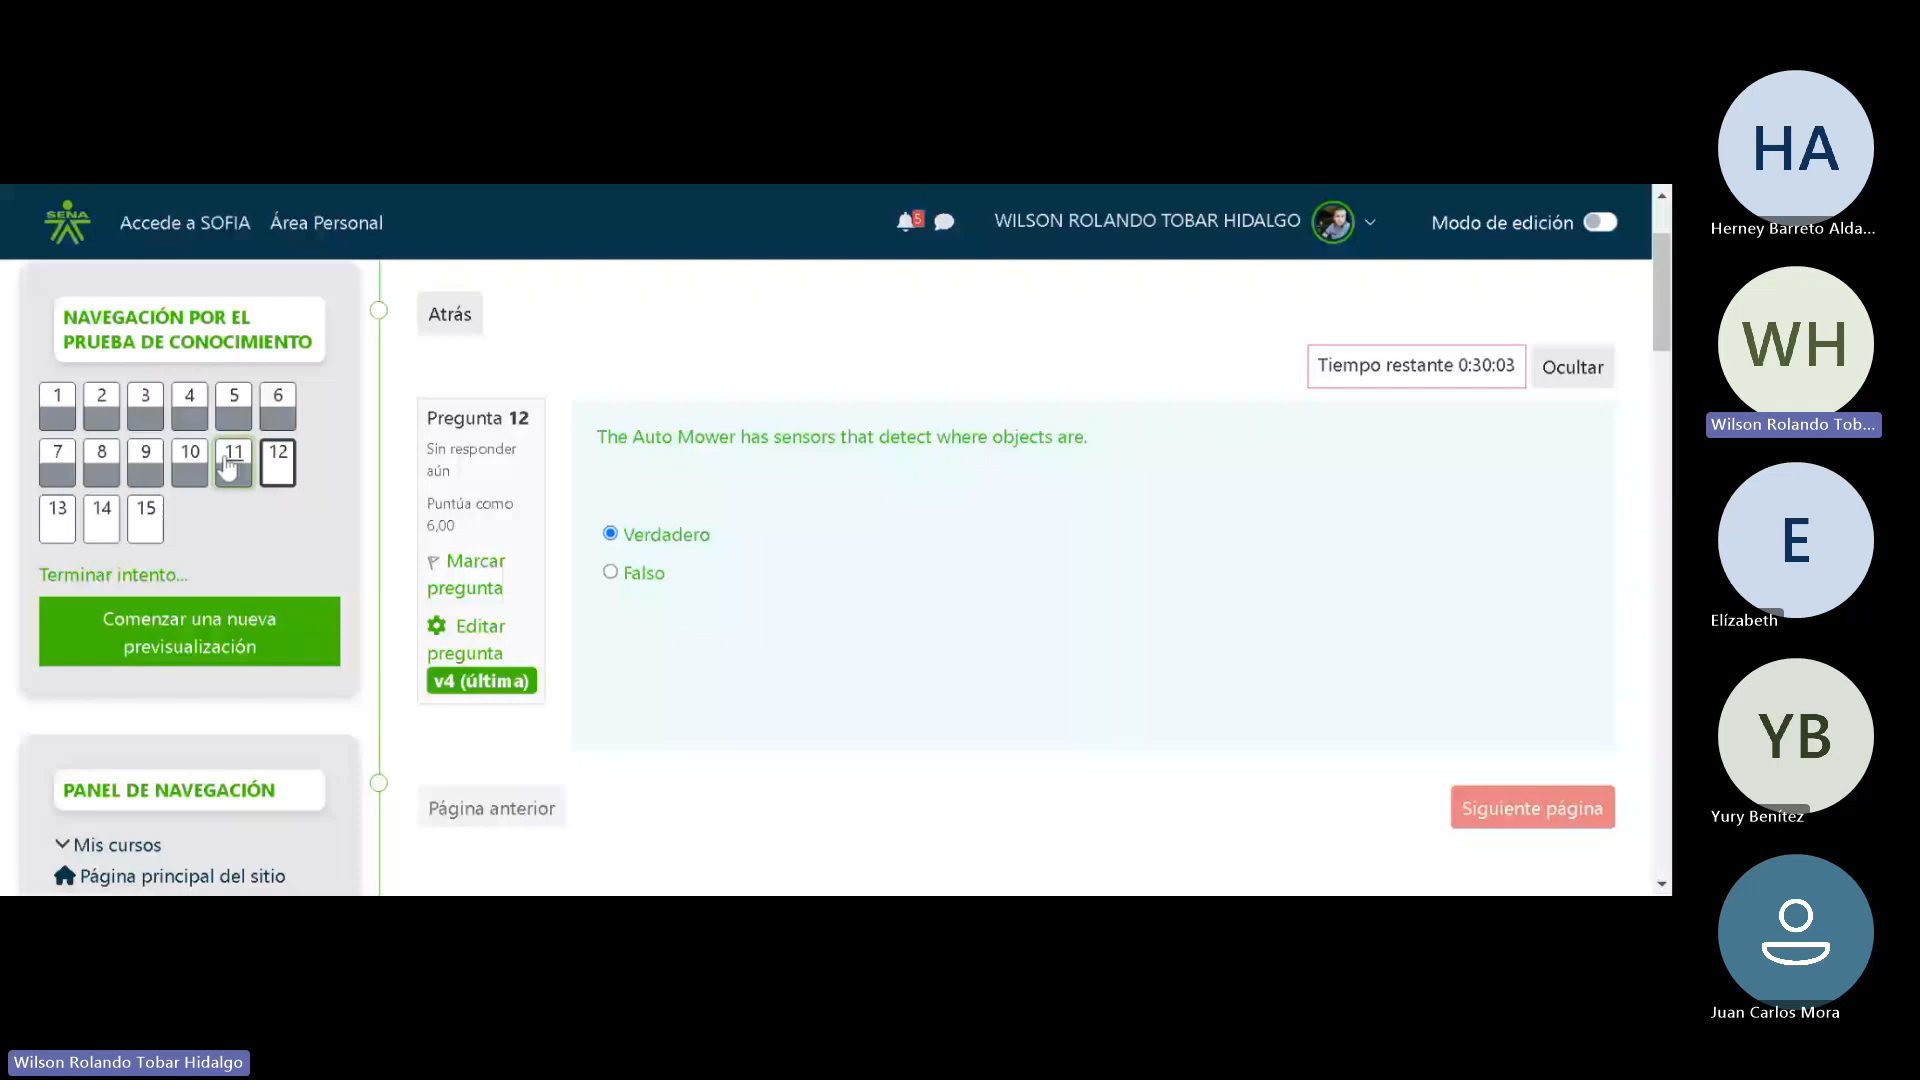 SENA
Accede a SOFIA
Área Personal
5
WILSON ROLANDO TOBAR HIDALGO
Modo de edición
NAVEGACIÓN POR EL
PRUEBA DE CONOCIMIENTO
1 2 3 4 5 6
7 8 9 10 11 12
13 14 15
Terminar intento...
Comenzar una nueva
previsualización
PANEL DE NAVEGACIÓN
Mis cursos
Página principal del sitio
Atrás
Tiempo restante 0:30:03
Ocultar
Pregunta 12
Sin responder
aún
Puntúa como
6,00
Marcar
pregunta
Editar
pregunta
v4 (última)
The Auto Mower has sensors that detect where objects are.
Verdadero
Falso
Página anterior
Siguiente página
HA
Herney Barreto Alda...
WH
Wilson Rolando Tob...
E
Elízabeth
YB
Yury Benítez
Juan Carlos Mora
Wilson Rolando Tobar Hidalgo